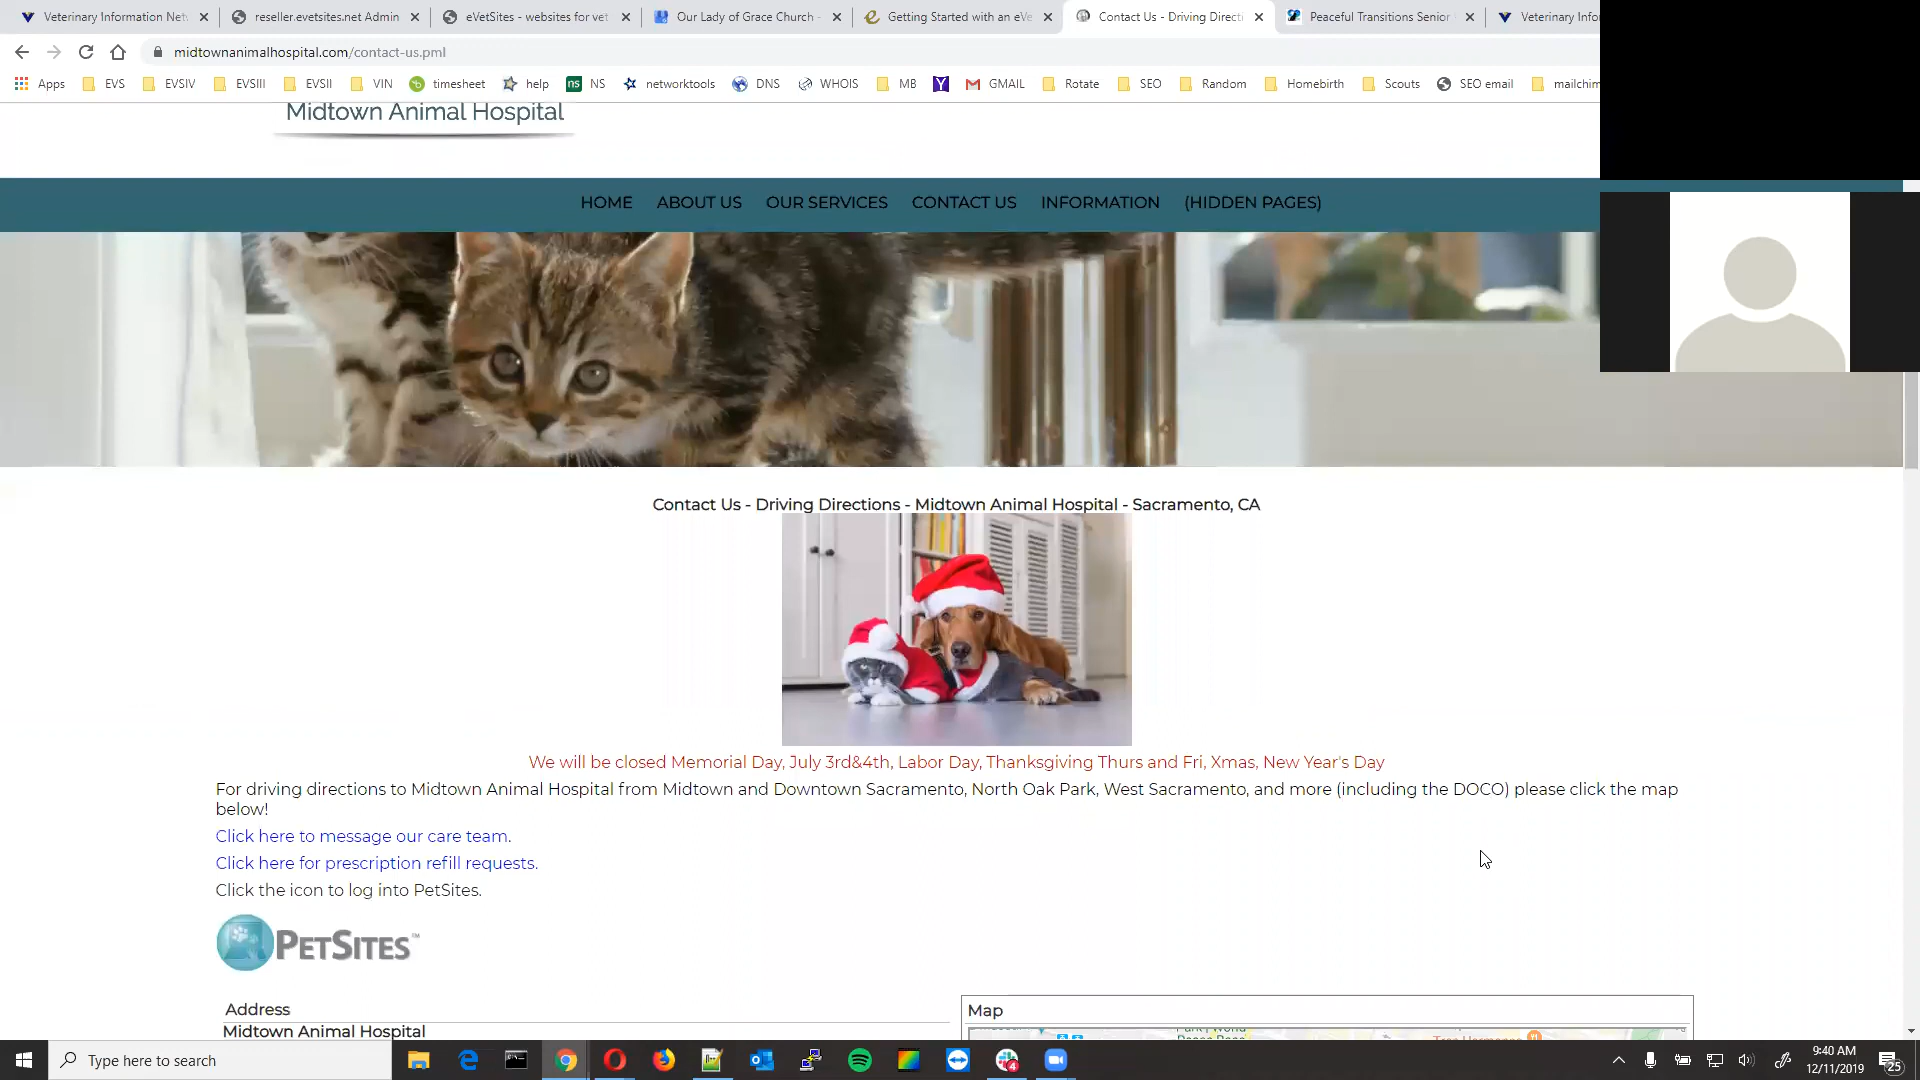 Veterinary Information Net
reseller.evetsites.net Admin
eVetSites - websites for vet
Our Lady of Grace Church -
Getting Started with an eVe
Contact Us - Driving Directi
Peaceful Transitions Senior
Veterinary Info
midtownanimalhospital.com/contact-us.pml
Apps EVS EVSIV EVSIII EVSII VIN timesheet help NS networktools DNS WHOIS MB GMAIL Rotate SEO Random Homebirth Scouts SEO email mailchim
Midtown Animal Hospital
HOME ABOUT US OUR SERVICES CONTACT US INFORMATION (HIDDEN PAGES)
Contact Us - Driving Directions - Midtown Animal Hospital - Sacramento, CA
We will be closed Memorial Day, July 3rd&4th, Labor Day, Thanksgiving Thurs and Fri, Xmas, New Year's Day
For driving directions to Midtown Animal Hospital from Midtown and Downtown Sacramento, North Oak Park, West Sacramento, and more (including the DOCO) please click the map
below!
Click here to message our care team.
Click here for prescription refill requests.
Click the icon to log into PetSites.
PETSITES™
Address
Midtown Animal Hospital
Map
Type here to search
9:40 AM
12/11/2019
25